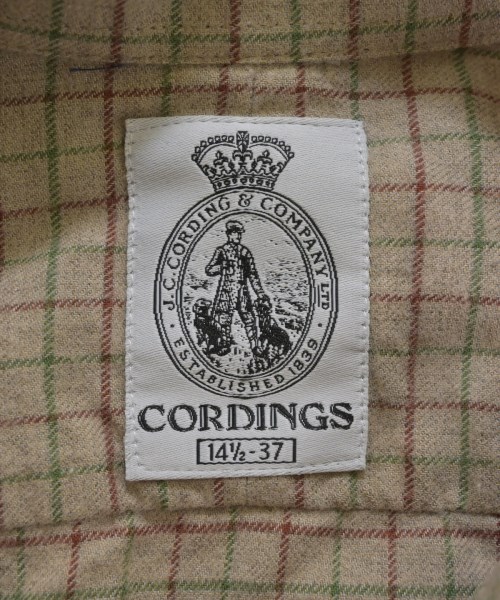 · J.C. CORDING & COMPANY LTD ·
ESTABLISHED 1839
CORDINGS
14½-37